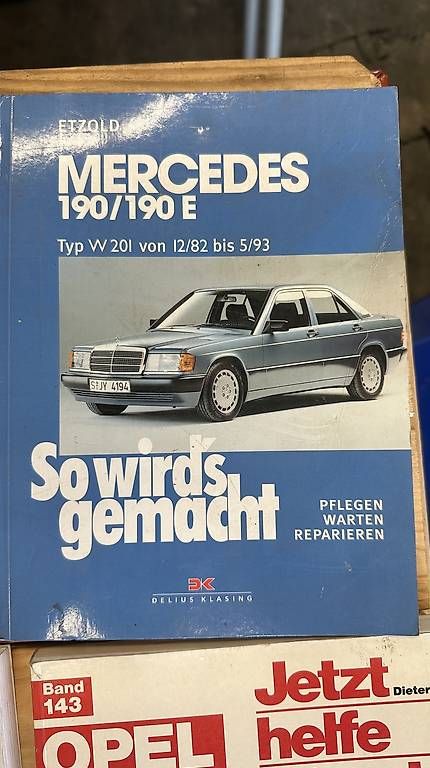 ETZOLD
MERCEDES
190/190 E
Typ W 201 von 12/82 bis 5/93
S·JY 4194
So wird's
gemacht
PFLEGEN
WARTEN
REPARIEREN
DK
DELIUS KLASING
Band
143
Jetzt
Dieter
helfe
OPEL